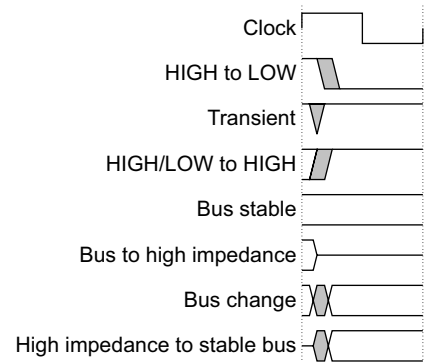 Clock
HIGH to LOW
Transient
HIGH/LOW to HIGH
Bus stable
Bus to high impedance
Bus change
High impedance to stable bus